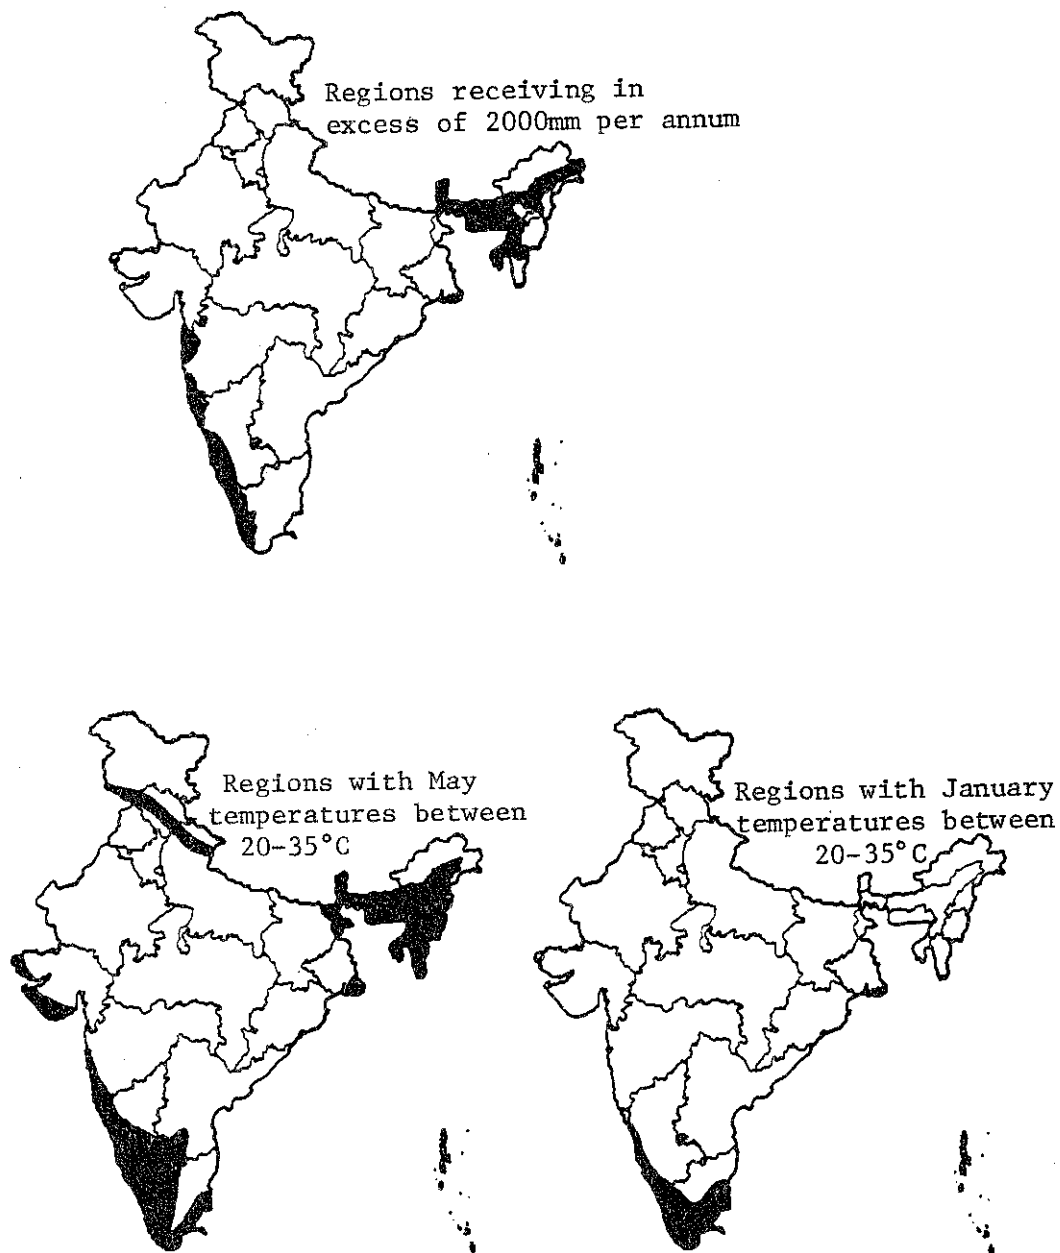 Regions receiving in
excess of 2000mm per annum
Regions with May
temperatures between
20-35°C
Regions with January
temperatures between
20-35°C